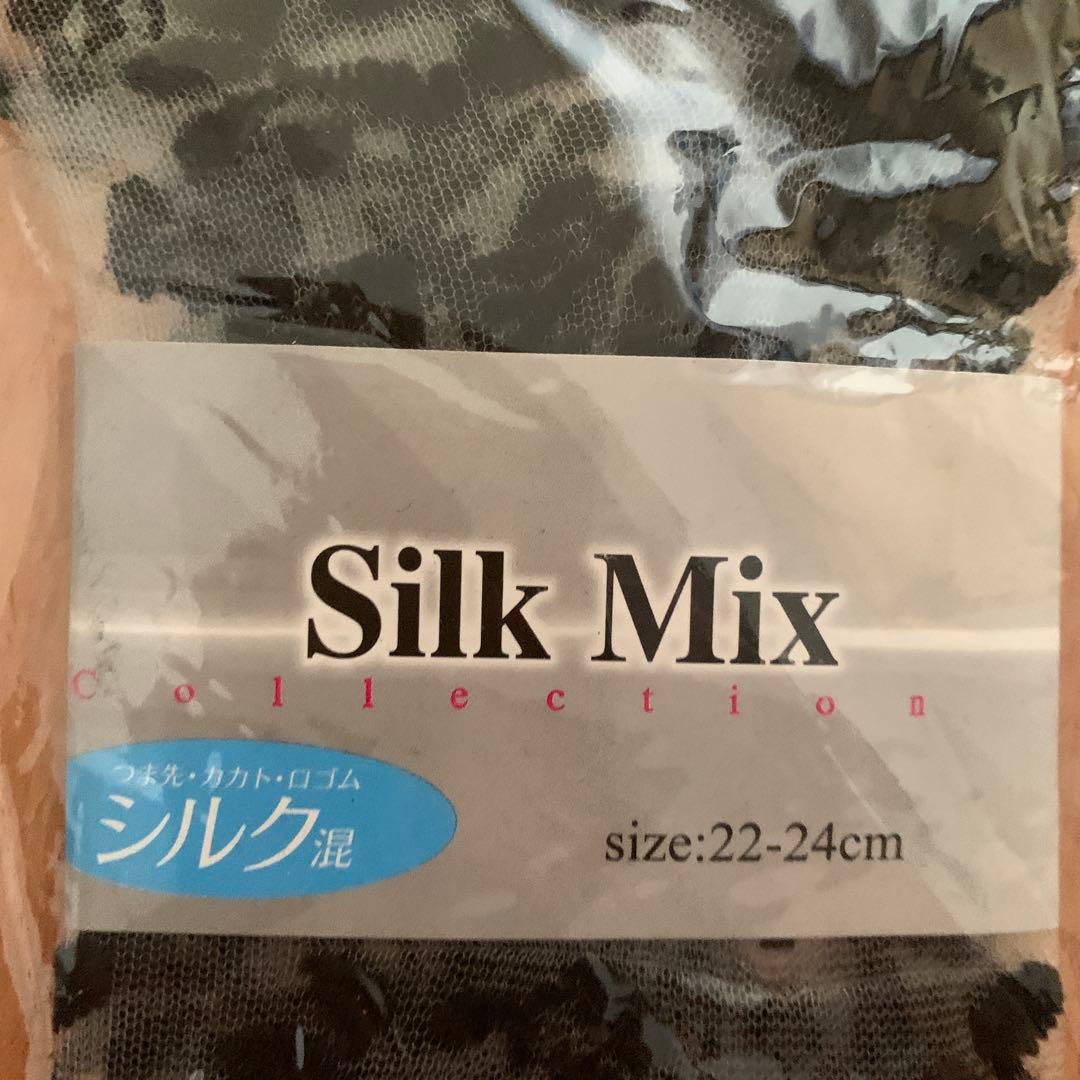 Silk Mix
Collection
つま先・カカト・口ゴム
シルク混
size:22-24cm